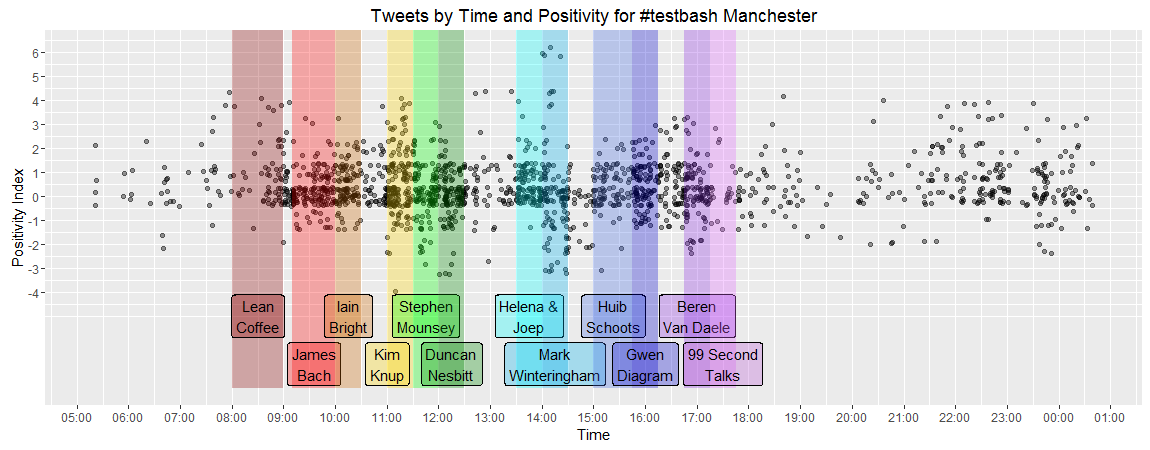 Tweets by Time and Positivity for #testbash Manchester
Positivity Index
6
5
4
3
2
1
0
-1
-2
-3
-4
Lean
Coffee
Iain
Bright
Stephen
Mounsey
Helena &
Joep
Huib
Schoots
Beren
Van Daele
James
Bach
Kim
Knup
Duncan
Nesbitt
Mark
Winteringham
Gwen
Diagram
99 Second
Talks
05:00 06:00 07:00 08:00 09:00 10:00 11:00 12:00 13:00 14:00 15:00 16:00 17:00 18:00 19:00 20:00 21:00 22:00 23:00 00:00 01:00
Time